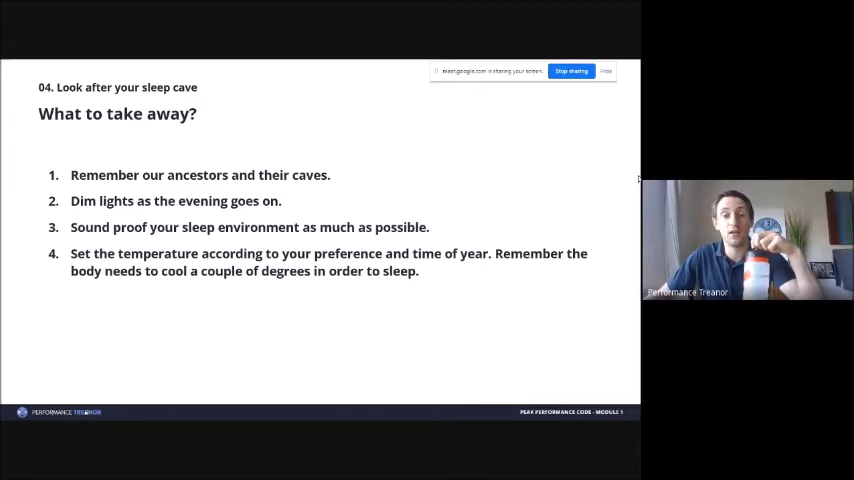 meet.google.com is sharing your screen. Stop sharing Hide
04. Look after your sleep cave
What to take away?
1. Remember our ancestors and their caves.
2. Dim lights as the evening goes on.
3. Sound proof your sleep environment as much as possible.
4. Set the temperature according to your preference and time of year. Remember the
body needs to cool a couple of degrees in order to sleep.
Performance Treanor
PERFORMANCE TREANOR
PEAK PERFORMANCE CODE - MODULE 1